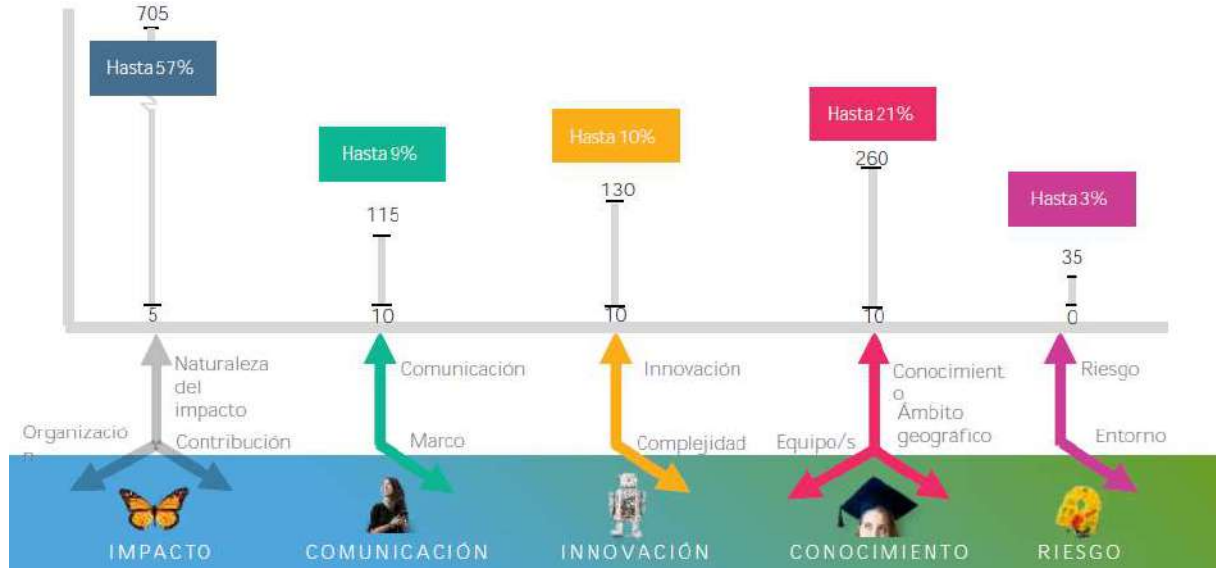 705
Hasta 57%
Hasta 9%
Hasta 10%
Hasta 21%
Hasta 3%
115
130
260
35
5
10
10
10
0
Naturaleza
del
impacto
Organizació
n
Contribución
Comunicación
Marco
Innovación
Complejidad
Conocimient
o
Ámbito
geográfico
Equipo/s
Riesgo
Entorno
IMPACTO
COMUNICACIÓN
INNOVACIÓN
CONOCIMIENTO
RIESGO